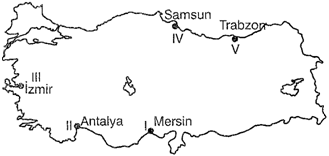 Samsun
IV
Trabzon
V
III
İzmir
II Antalya
I Mersin